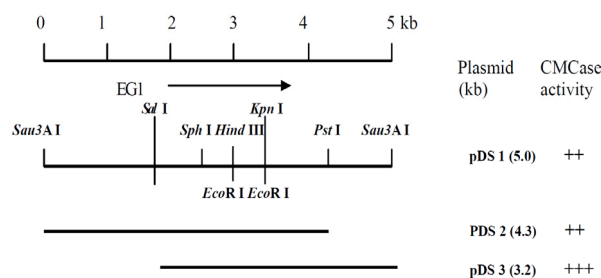 0 1 2 3 4 5 kb
Plasmid (kb) CMCase activity
EG1
Sal I Kpn I
Sau3A I Sph I Hind III Pst I Sau3A I
pDS 1 (5.0) ++
EcoR I EcoR I
PDS 2 (4.3) ++
pDS 3 (3.2) +++